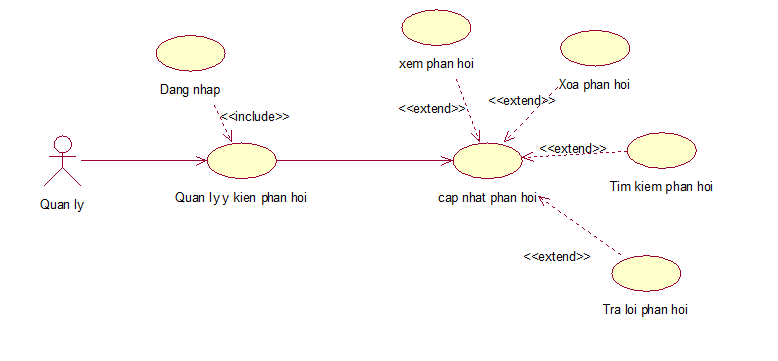 xem phan hoi
Xoa phan hoi
Dang nhap
<<extend>>
<<extend>>
<<include>>
<<extend>>
Tim kiem phan hoi
Quan ly
Quan ly y kien phan hoi
cap nhat phan hoi
<<extend>>
Tra loi phan hoi